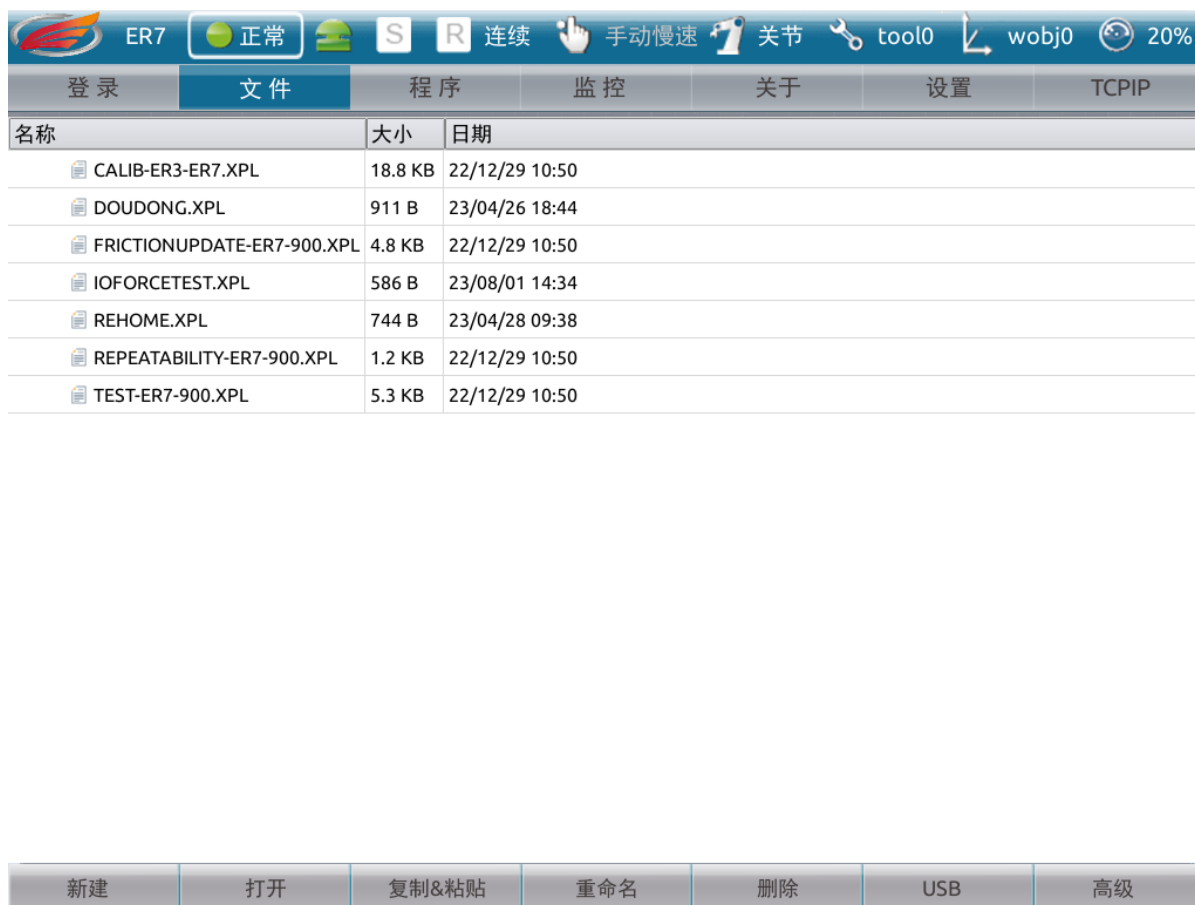 ER7 正常 S R 连续 手动慢速 关节 tool0 wobj0 20%
登录 文件 程序 监控 关于 设置 TCPIP
名称 大小 日期
CALIB-ER3-ER7.XPL 18.8 KB 22/12/29 10:50
DOUDONG.XPL 911 B 23/04/26 18:44
FRICTIONUPDATE-ER7-900.XPL 4.8 KB 22/12/29 10:50
IOFORCETEST.XPL 586 B 23/08/01 14:34
REHOME.XPL 744 B 23/04/28 09:38
REPEATABILITY-ER7-900.XPL 1.2 KB 22/12/29 10:50
TEST-ER7-900.XPL 5.3 KB 22/12/29 10:50
新建 打开 复制&粘贴 重命名 删除 USB 高级